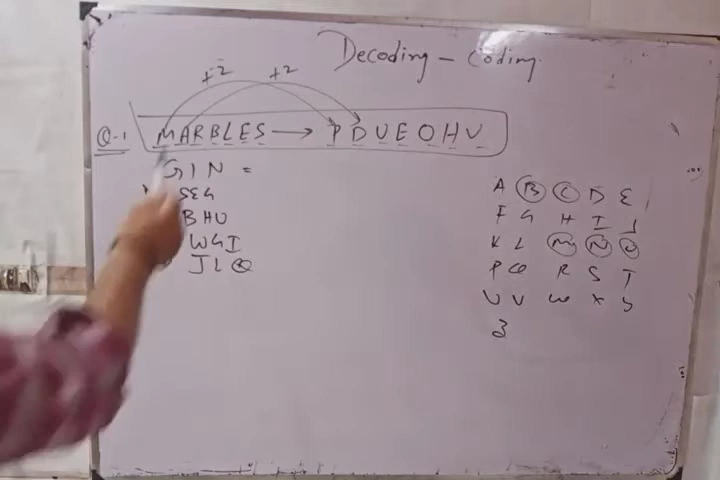 Decoding - Coding
+2 +2
Q-1 MARBLES → PDUEOHV
GIN =
SEG
BHU
WGI
JLQ
A B C D E
F G H I J
K L M N O
P Q R S T
U V W X Y
Z